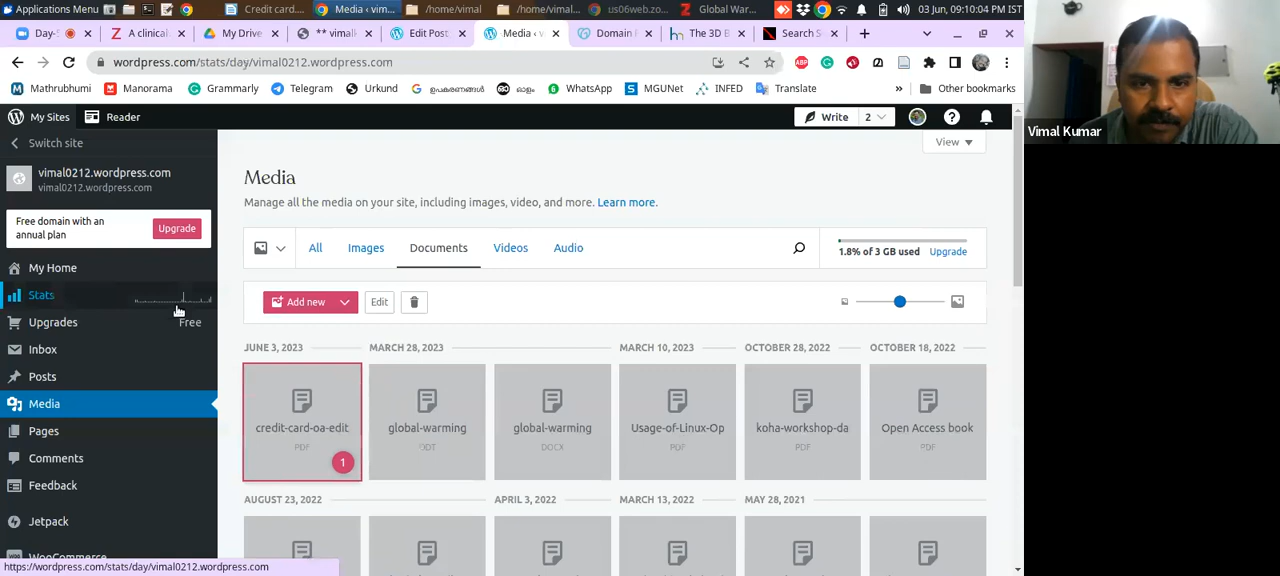 Applications Menu
Credit card....
Media ‹ vim...
/home/vimal
/home/vimal...
us06web.zo...
Global War...
03 Jun, 09:10:04 PM IST
Day-5
A clinical
My Drive
** vimalk
Edit Post
Media ‹ v
Domain
The 3D B
Search S
wordpress.com/stats/day/vimal0212.wordpress.com
Mathrubhumi
Manorama
Grammarly
Telegram
Urkund
ഉപകരണങ്ങൾ
ഓളം
WhatsApp
MGUNet
INFED
Translate
»
Other bookmarks
My Sites
Reader
Write
2
Switch site
View
vimal0212.wordpress.com
vimal0212.wordpress.com
Free domain with an
annual plan
Upgrade
My Home
Stats
Upgrades
Free
Inbox
Posts
Media
Pages
Comments
Feedback
Jetpack
WooCommerce
Media
Manage all the media on your site, including images, video, and more. Learn more.
All
Images
Documents
Videos
Audio
1.8% of 3 GB used
Upgrade
Add new
Edit
JUNE 3, 2023
MARCH 28, 2023
MARCH 10, 2023
OCTOBER 28, 2022
OCTOBER 18, 2022
credit-card-oa-edit
PDF
1
global-warming
ODT
global-warming
DOCX
Usage-of-Linux-Op
PDF
koha-workshop-da
PDF
Open Access book
PDF
AUGUST 23, 2022
APRIL 3, 2022
MARCH 13, 2022
MAY 28, 2021
https://wordpress.com/stats/day/vimal0212.wordpress.com
Vimal Kumar